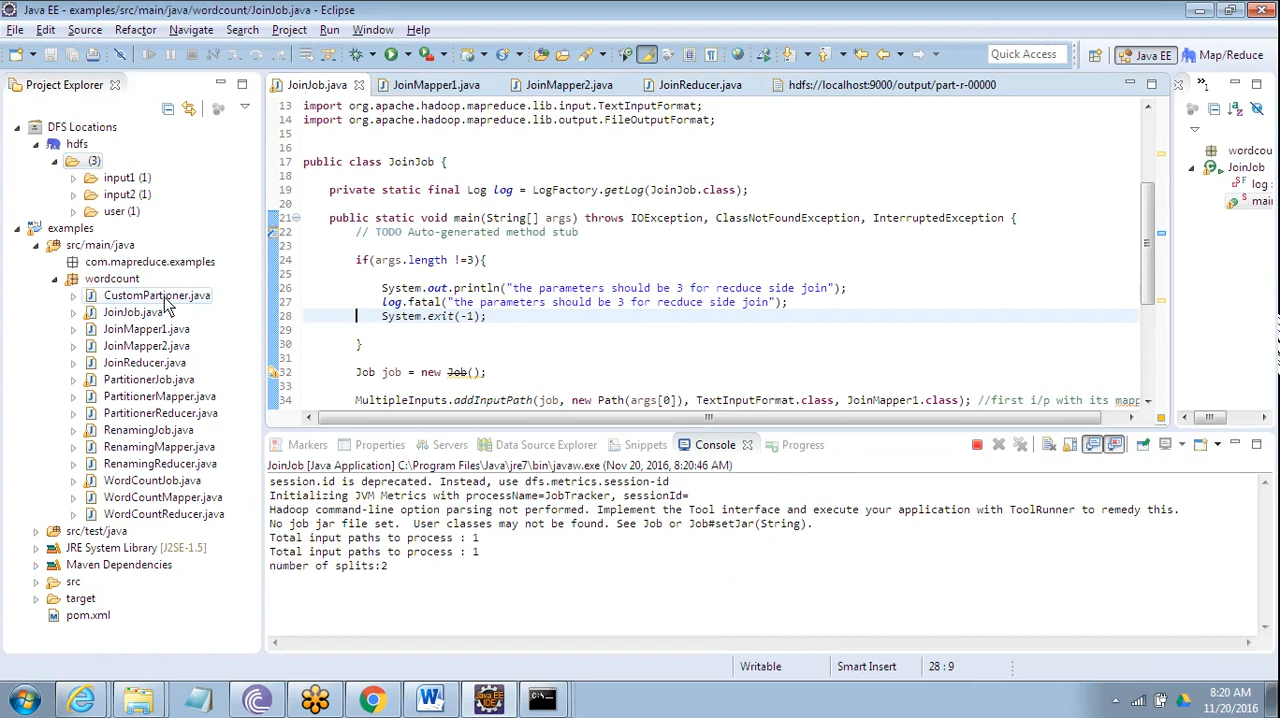 Java EE - examples/src/main/java/wordcount/JoinJob.java - Eclipse
File Edit Source Refactor Navigate Search Project Run Window Help
Quick Access
Java EE
Map/Reduce
Project Explorer
DFS Locations
hdfs
(3)
input1 (1)
input2 (1)
user (1)
examples
src/main/java
com.mapreduce.examples
wordcount
CustomPartioner.java
JoinJob.java
JoinMapper1.java
JoinMapper2.java
JoinReducer.java
PartitionerJob.java
PartitionerMapper.java
PartitionerReducer.java
RenamingJob.java
RenamingMapper.java
RenamingReducer.java
WordCountJob.java
WordCountMapper.java
WordCountReducer.java
src/test/java
JRE System Library [J2SE-1.5]
Maven Dependencies
src
target
pom.xml
JoinJob.java JoinMapper1.java JoinMapper2.java JoinReducer.java hdfs://localhost:9000/output/part-r-00000
13 import org.apache.hadoop.mapreduce.lib.input.TextInputFormat;
14 import org.apache.hadoop.mapreduce.lib.output.FileOutputFormat;
15
16
17 public class JoinJob {
18
19 private static final Log log = LogFactory.getLog(JoinJob.class);
20
21 public static void main(String[] args) throws IOException, ClassNotFoundException, InterruptedException {
22 // TODO Auto-generated method stub
23
24 if(args.length !=3){
25
26 System.out.println("the parameters should be 3 for recduce side join");
27 log.fatal("the parameters should be 3 for recduce side join");
28 System.exit(-1);
29
30 }
31
32 Job job = new Job();
33
34 MultipleInputs.addInputPath(job, new Path(args[0]), TextInputFormat.class, JoinMapper1.class); //first i/p with its mapp
1
wordcou
JoinJob
log :
main
Markers Properties Servers Data Source Explorer Snippets Console Progress
JoinJob [Java Application] C:\Program Files\Java\jre7\bin\javaw.exe (Nov 20, 2016, 8:20:46 AM)
session.id is deprecated. Instead, use dfs.metrics.session-id
Initializing JVM Metrics with processName=JobTracker, sessionId=
Hadoop command-line option parsing not performed. Implement the Tool interface and execute your application with ToolRunner to remedy this.
No job jar file set.  User classes may not be found. See Job or Job#setJar(String).
Total input paths to process : 1
Total input paths to process : 1
number of splits:2
Writable Smart Insert 28 : 9
8:20 AM
11/20/2016